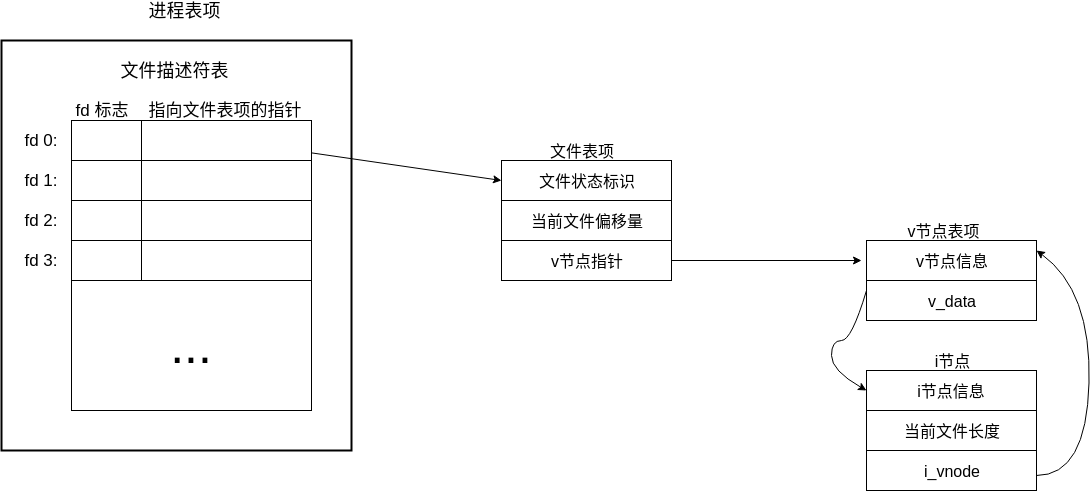 进程表项
文件描述符表
fd 标志 指向文件表项的指针
fd 0:
fd 1:
fd 2:
fd 3:
...
文件表项
文件状态标识
当前文件偏移量
v节点指针
v节点表项
v节点信息
v_data
i节点
i节点信息
当前文件长度
i_vnode